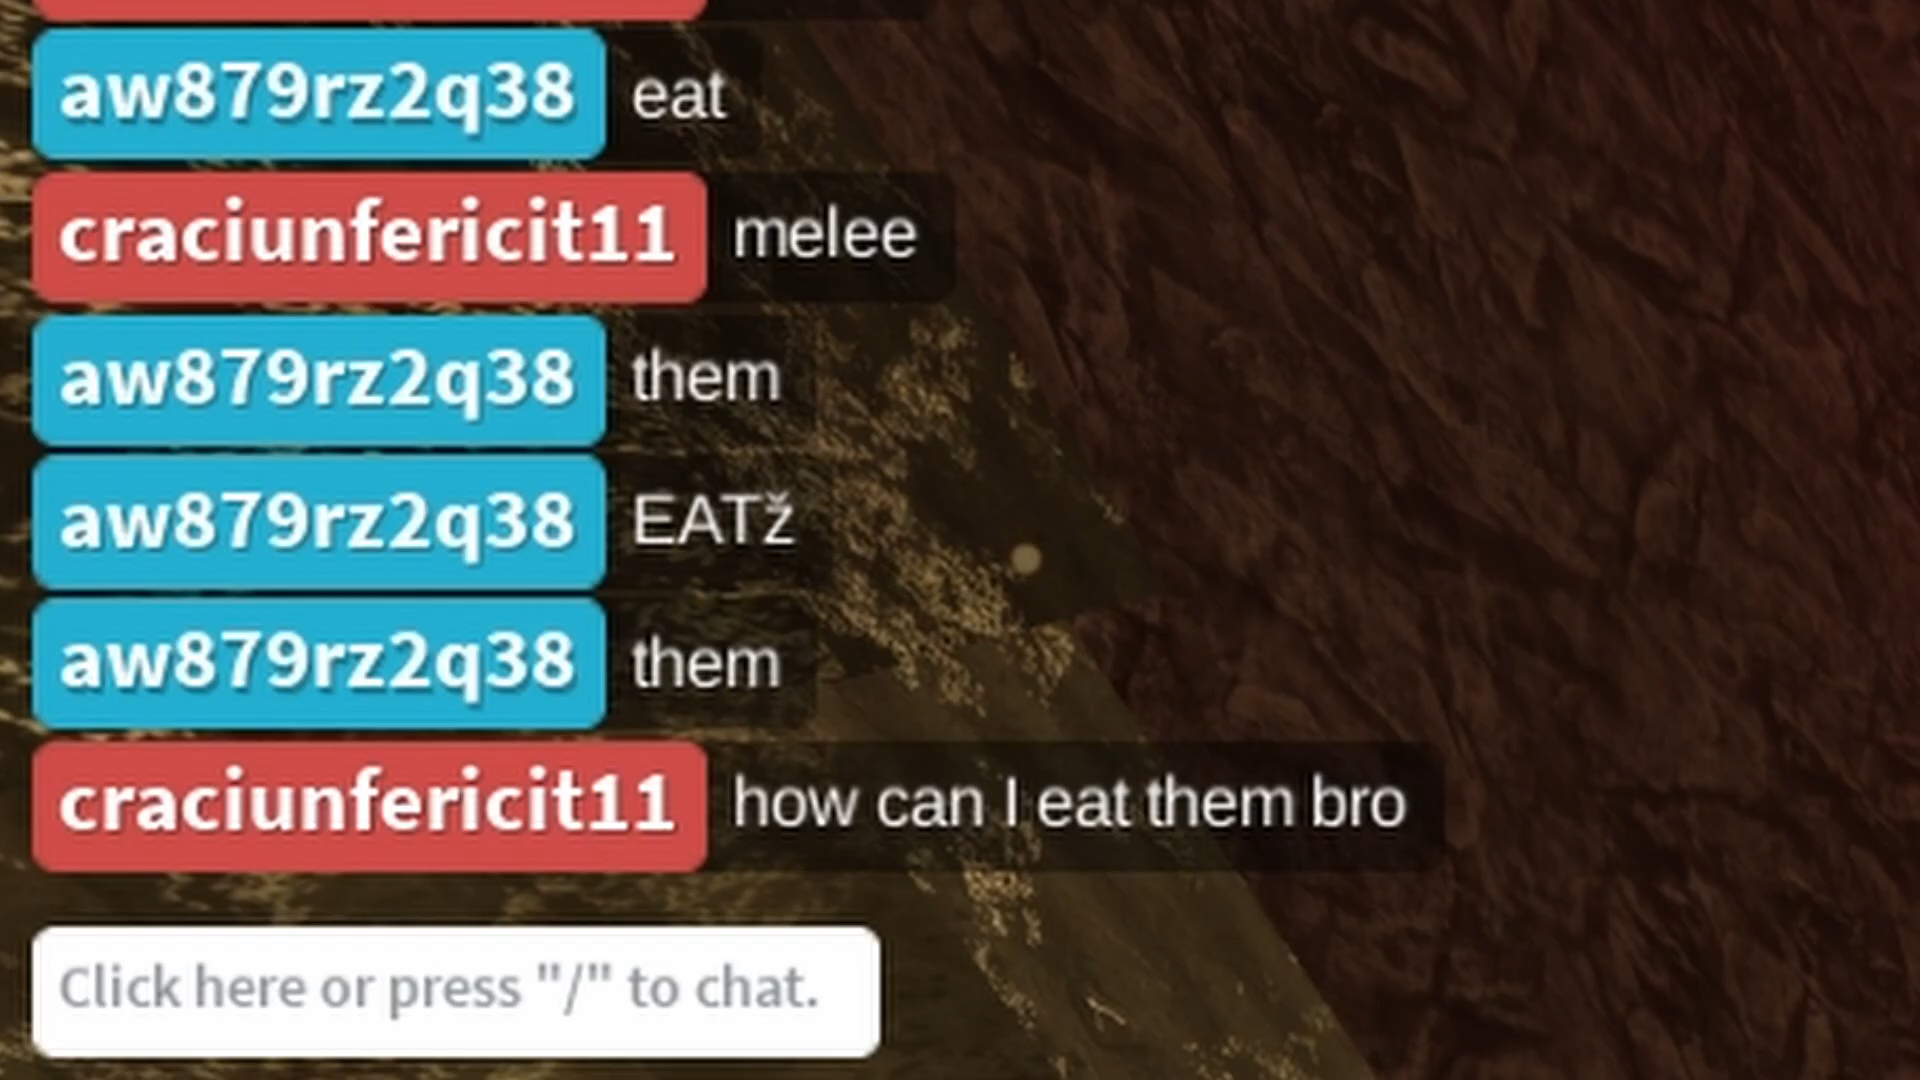 aw879rz2q38 eat
craciunfericit11 melee
aw879rz2q38 them
aw879rz2q38 EATž
aw879rz2q38 them
craciunfericit11 how can I eat them bro
Click here or press "/" to chat.